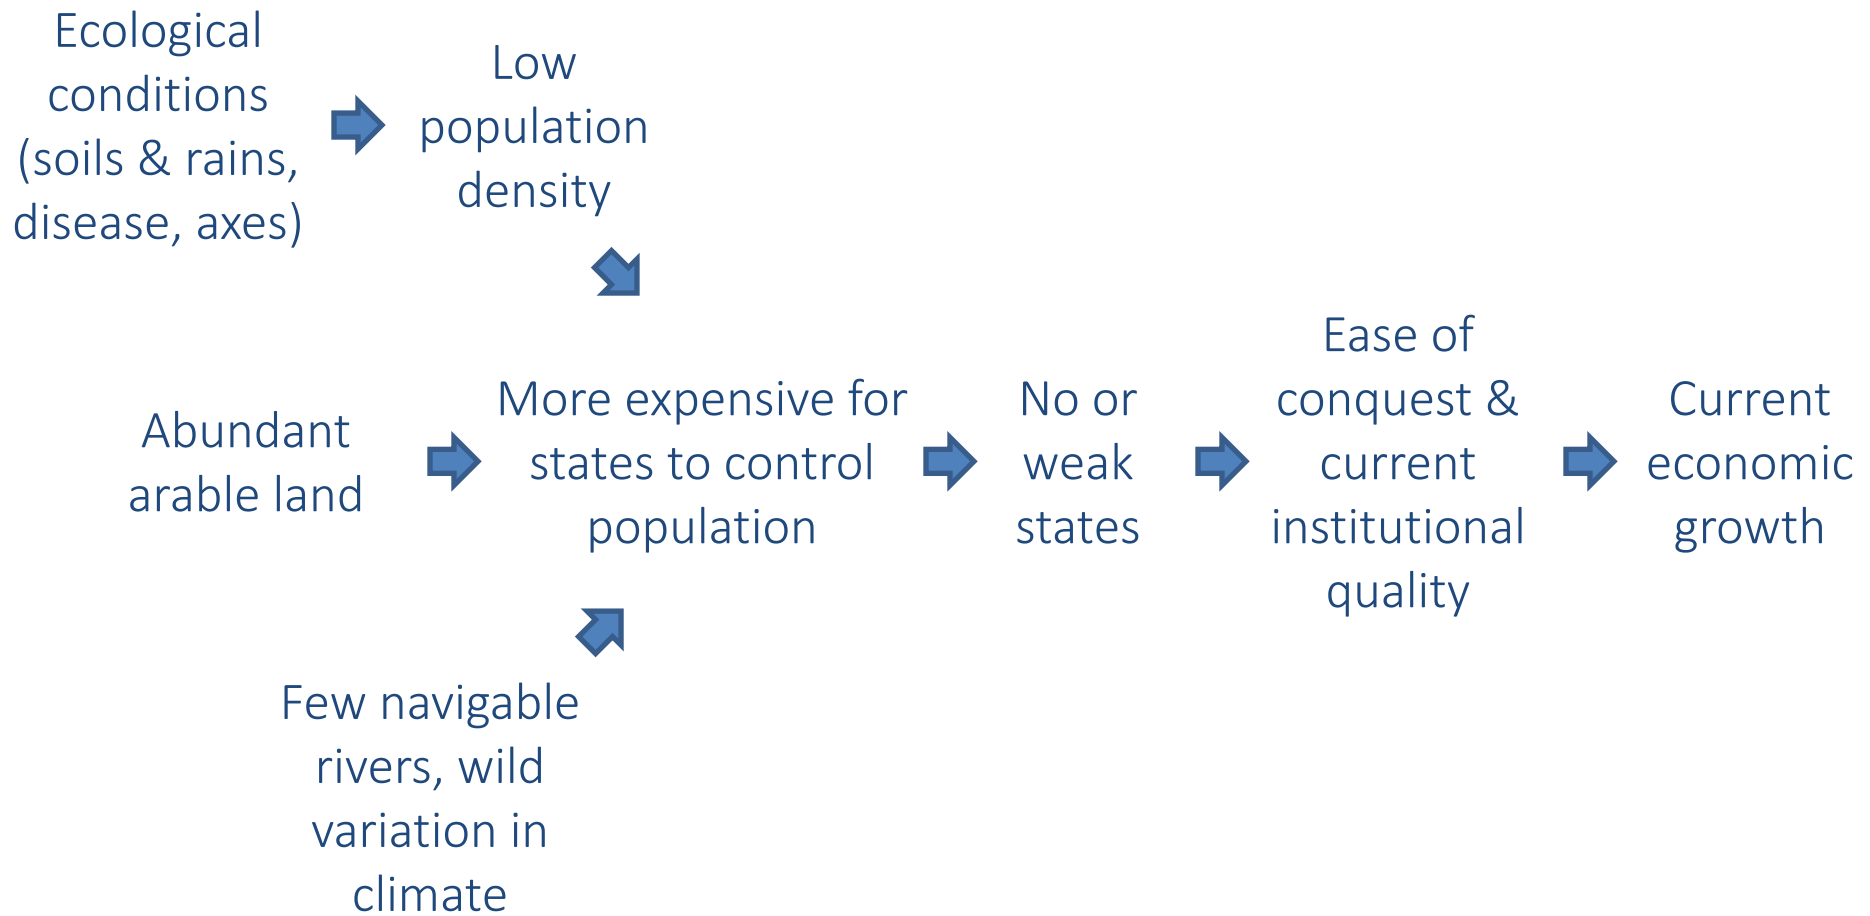 Ecological
conditions
(soils & rains,
disease, axes)
Low
population
density
Abundant
arable land
More expensive for
states to control
population
No or
weak
states
Ease of
conquest &
current
institutional
quality
Current
economic
growth
Few navigable
rivers, wild
variation in
climate